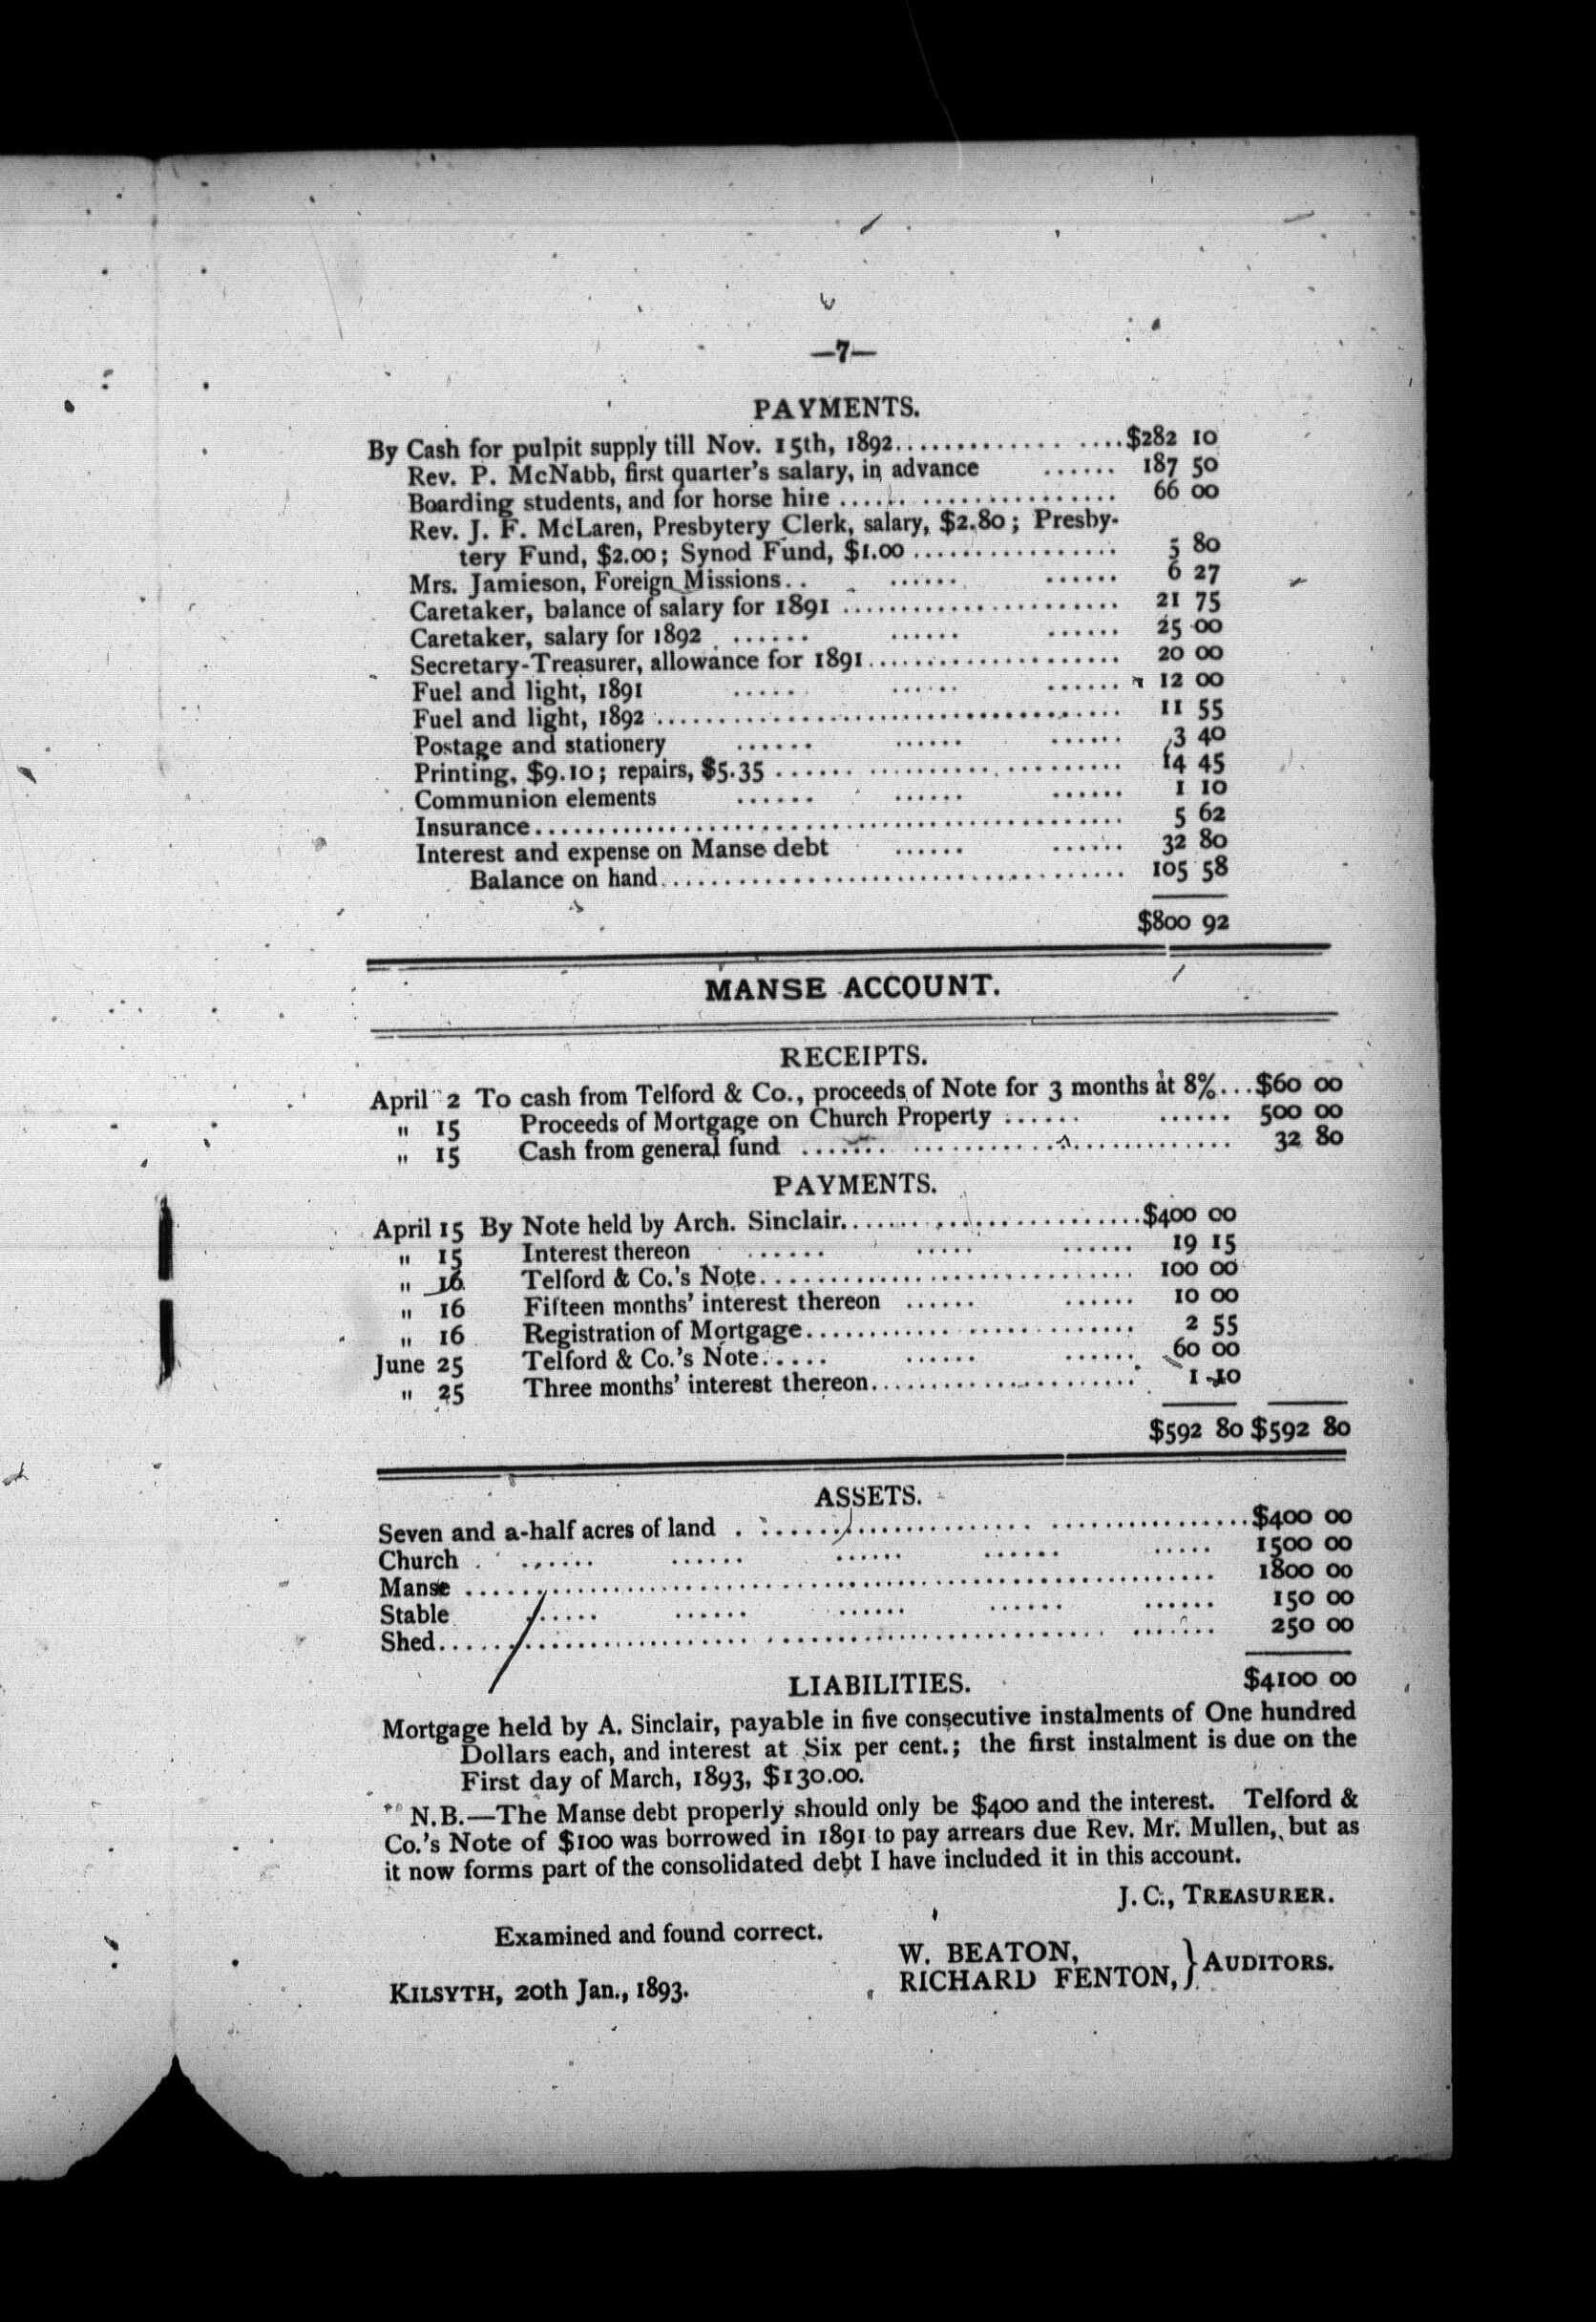 —7—
PAYMENTS.
By Cash for pulpit supply till Nov. 15th, 1892.............. ....$282 10
Rev. P. McNabb, first quarter's salary, in advance ...... 187 50
Boarding students, and for horse hire ...... ................ 66 00
Rev. J. F. McLaren, Presbytery Clerk, salary, $2.80; Presby-
tery Fund, $2.00; Synod Fund, $1.00 ................ 5 80
Mrs. Jamieson, Foreign Missions.. ...... ...... 6 27
Caretaker, balance of salary for 1891 ...................... 21 75
Caretaker, salary for 1892 ...... ...... ...... 25 00
Secretary-Treasurer, allowance for 1891.................... 20 00
Fuel and light, 1891 ..... ...... ...... 12 00
Fuel and light, 1892 ..................................... 11 55
Postage and stationery ...... ...... ...... 3 40
Printing, $9.10; repairs, $5.35 ...... .......... .......... 14 45
Communion elements ...... ...... ...... 1 10
Insurance............................................... 5 62
Interest and expense on Manse debt ...... ...... 32 80
Balance on hand..................................... 105 58
$800 92
MANSE ACCOUNT.
RECEIPTS.
April 2 To cash from Telford & Co., proceeds of Note for 3 months at 8%...$60 00
" 15 Proceeds of Mortgage on Church Property ...... ...... 500 00
" 15 Cash from general fund ....... ......................... 32 80
PAYMENTS.
April 15 By Note held by Arch. Sinclair........................$400 00
" 15 Interest thereon ...... ..... ...... 19 15
" 16 Telford & Co.'s Note.............................. 100 00
" 16 Fifteen months' interest thereon ...... ...... 10 00
" 16 Registration of Mortgage............ .............. 2 55
June 25 Telford & Co.'s Note..... ...... ...... 60 00
" 25 Three months' interest thereon..................... 1 10
$592 80 $592 80
ASSETS.
Seven and a-half acres of land . ..................... ................$400 00
Church ...... ...... ...... ...... ..... 1500 00
Manse ............................................................ 1800 00
Stable ...... ...... ...... ...... ...... 150 00
Shed......................... ........................... ....... 250 00
$4100 00
LIABILITIES.
Mortgage held by A. Sinclair, payable in five consecutive instalments of One hundred
Dollars each, and interest at Six per cent.; the first instalment is due on the
First day of March, 1893, $130.00.
N.B.—The Manse debt properly should only be $400 and the interest. Telford &
Co.'s Note of $100 was borrowed in 1891 to pay arrears due Rev. Mr. Mullen, but as
it now forms part of the consolidated debt I have included it in this account.
J. C., TREASURER.
Examined and found correct.
W. BEATON,
RICHARD FENTON, } AUDITORS.
KILSYTH, 20th Jan., 1893.